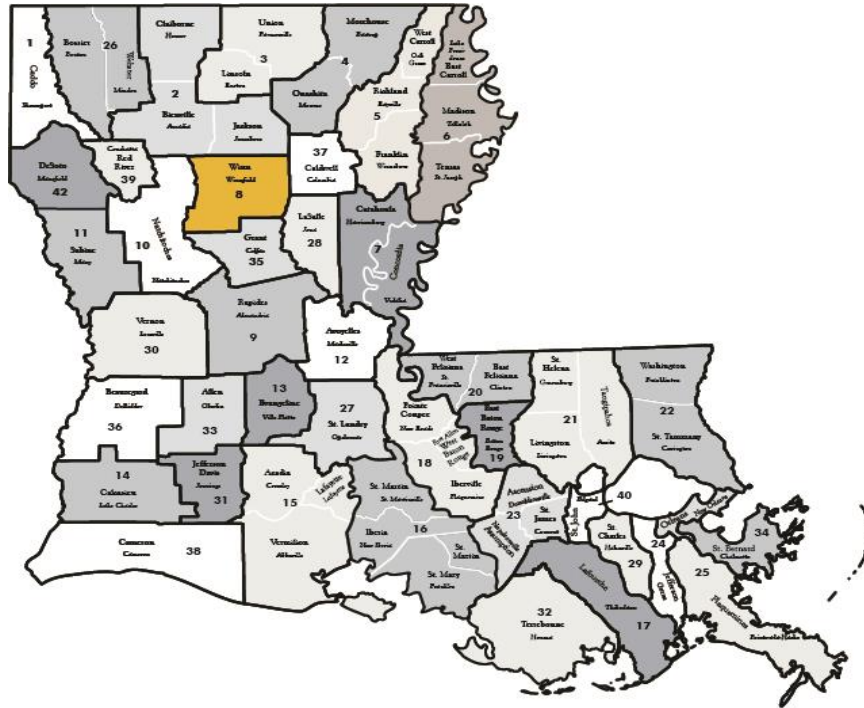 1
Caddo
Shreveport
Bossier
Benton
26
Webster
Minden
Claiborne
Homer
2
Bienville
Arcadia
Jackson
Jonesboro
Union
Farmerville
3
Lincoln
Ruston
Morehouse
Bastrop
4
Ouachita
Monroe
West
Carroll
Oak
Grove
Richland
Rayville
5
Franklin
Winnsboro
Lake
Provi-
dence
East
Carroll
Madison
Tallulah
6
Tensas
St. Joseph
DeSoto
Mansfield
42
Coushatta
Red
River
39
Winn
Winnfield
8
37
Caldwell
Columbia
11
Sabine
Many
10
Natchitoches
Natchitoches
Grant
Colfax
35
LaSalle
Jena
28
Catahoula
Harrisonburg
7
Concordia
Vidalia
Vernon
Leesville
30
Rapides
Alexandria
9
Avoyelles
Marksville
12
Beauregard
DeRidder
36
Allen
Oberlin
33
13
Evangeline
Ville Platte
27
St. Landry
Opelousas
Pointe
Coupee
New Roads
Port Allen
West
Baton
Rouge
18
Iberville
Plaquemine
West
Feliciana
St.
Francisville
20
East
Feliciana
Clinton
East
Baton
Rouge
Baton
Rouge
19
St.
Helena
Greensburg
Tangipahoa
Amite
21
Livingston
Livingston
Washington
Franklinton
22
St. Tammany
Covington
14
Calcasieu
Lake Charles
Jefferson
Davis
Jennings
31
Acadia
Crowley
15
Lafayette
Lafayette
Vermilion
Abbeville
Cameron
Cameron
38
St. Martin
St. Martinville
16
Iberia
New Iberia
St.
Martin
St. Mary
Franklin
Ascension
Donaldsonville
23
St.
James
Convent
Napoleonville
Assumption
St. John
Edgard
40
St.
Charles
Hahnville
29
Orleans
New Orleans
24
Jefferson
Gretna
34
St. Bernard
Chalmette
25
Plaquemines
Pointe a la Hache
Lafourche
Thibodaux
17
32
Terrebonne
Houma